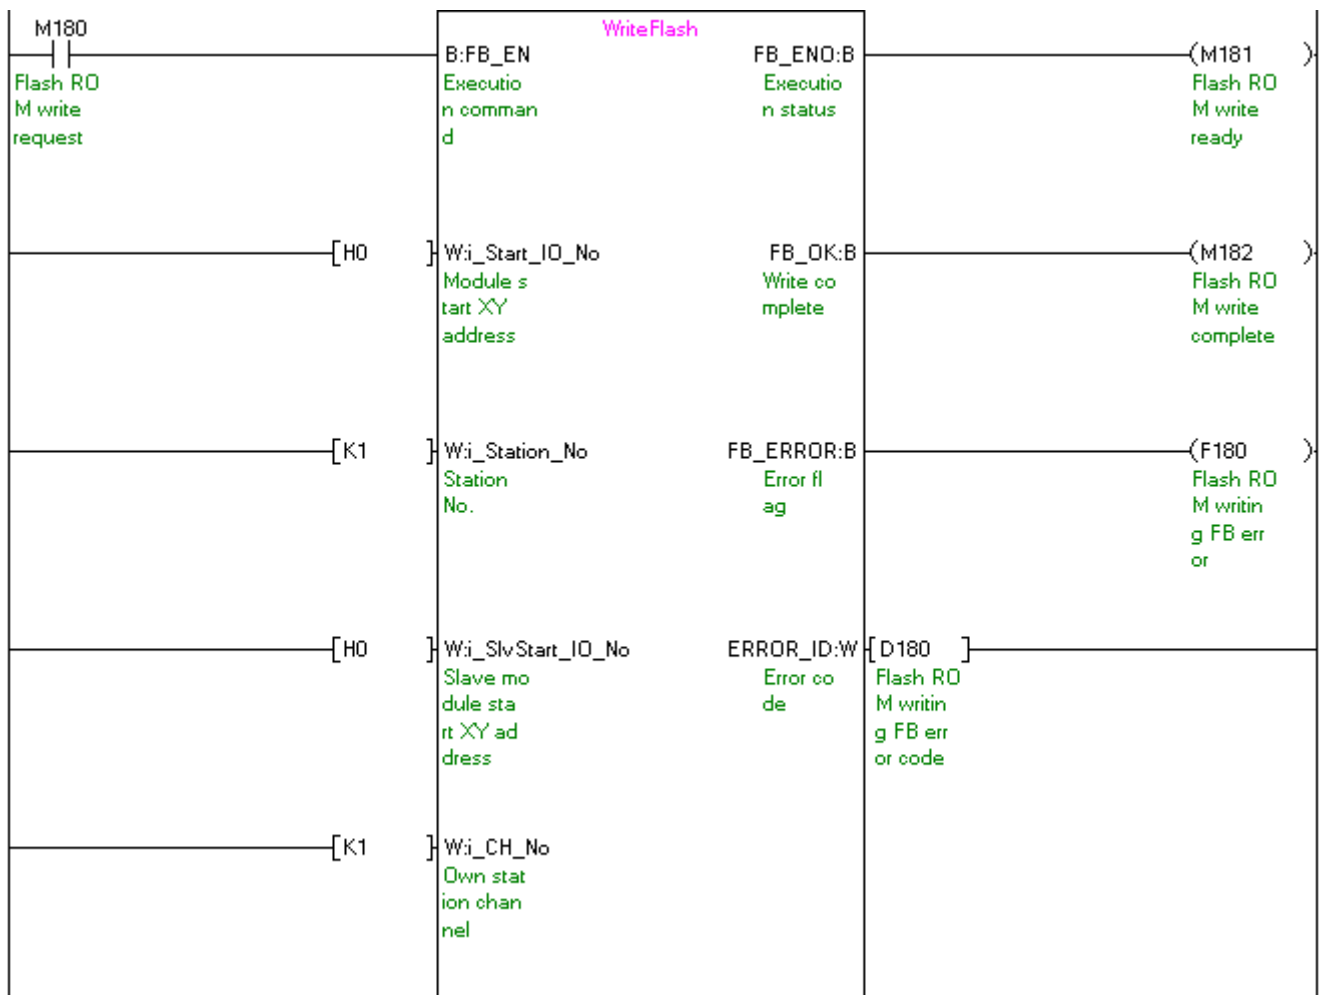 M180
WriteFlash
B:FB_EN
FB_ENO:B
(M181 )
Flash RO
M write
request
Executio
n comman
d
Executio
n status
Flash RO
M write
ready
[H0 ]
W:i_Start_IO_No
FB_OK:B
(M182 )
Module s
tart XY
address
Write co
mplete
Flash RO
M write
complete
[K1 ]
W:i_Station_No
FB_ERROR:B
(F180 )
Station
No.
Error fl
ag
Flash RO
M writin
g FB err
or
[H0 ]
W:i_SlvStart_IO_No
ERROR_ID:W
[D180 ]
Slave mo
dule sta
rt XY ad
dress
Error co
de
Flash RO
M writin
g FB err
or code
[K1 ]
W:i_CH_No
Own stat
ion chan
nel